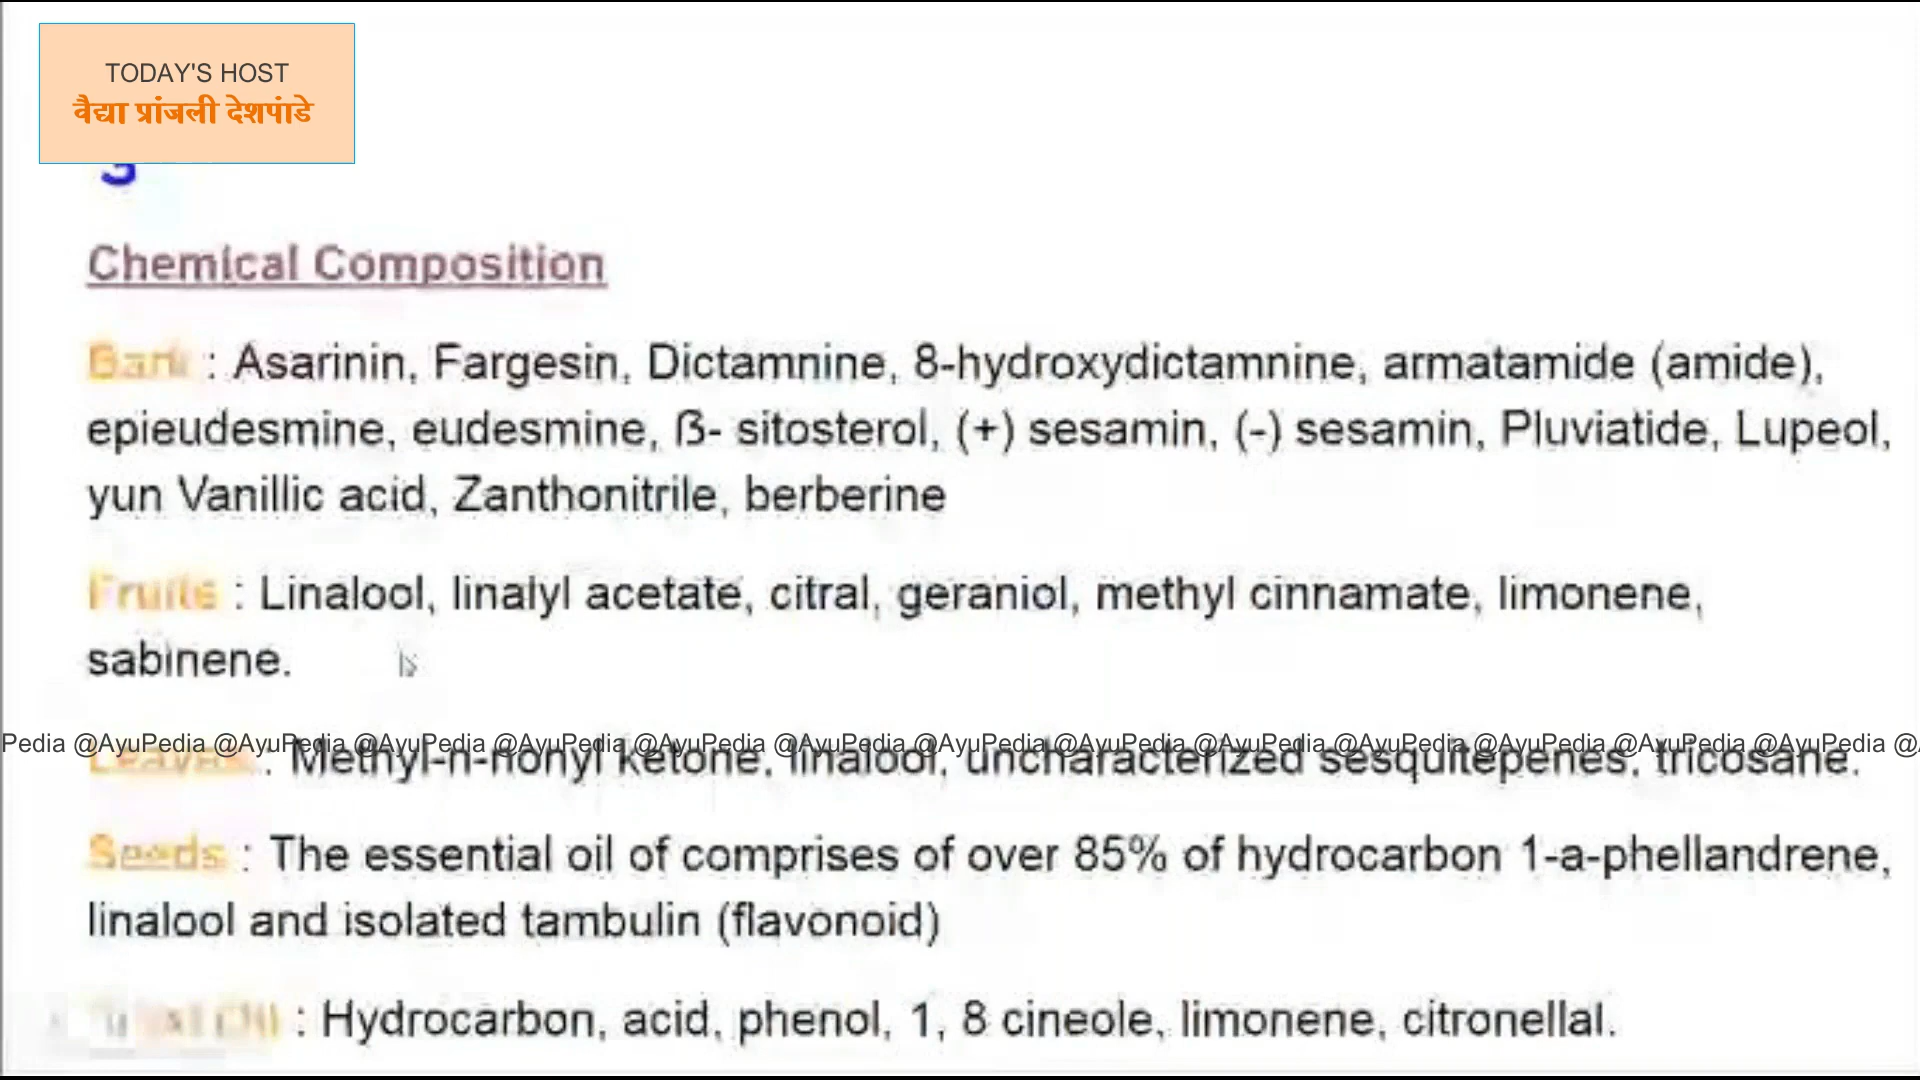 TODAY'S HOST
वैद्या प्रांजली देशपांडे
Chemical Composition
Bark : Asarinin, Fargesin, Dictamnine, 8-hydroxydictamnine, armatamide (amide),
epieudesmine, eudesmine, ß- sitosterol, (+) sesamin, (-) sesamin, Pluviatide, Lupeol,
yun Vanillic acid, Zanthonitrile, berberine
Fruits : Linalool, linalyl acetate, citral, geraniol, methyl cinnamate, limonene,
sabinene.
Pedia @AyuPedia @AyuPedia @AyuPedia @AyuPedia @AyuPedia @AyuPedia @AyuPedia @AyuPedia @AyuPedia @AyuPedia @AyuPedia @AyuPedia @AyuPedia @
Leaves : Methyl-n-nonyl ketone, linalool, uncharacterized sesquitepenes, tricosane.
Seeds : The essential oil of comprises of over 85% of hydrocarbon 1-a-phellandrene,
linalool and isolated tambulin (flavonoid)
: Hydrocarbon, acid, phenol, 1, 8 cineole, limonene, citronellal.